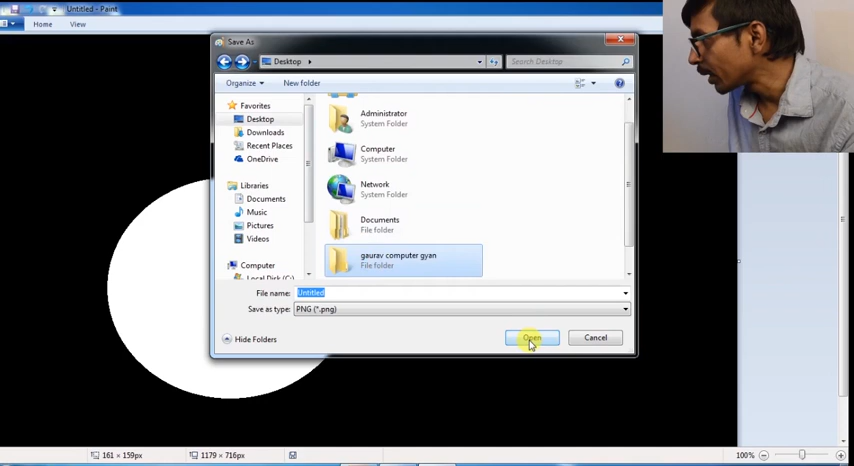 Untitled - Paint
Home View
Save As
Desktop
Search Desktop
Organize New folder
Favorites
Desktop
Downloads
Recent Places
OneDrive
Libraries
Documents
Music
Pictures
Videos
Computer
Local Disk (C:)
Administrator
System Folder
Computer
System Folder
Network
System Folder
Documents
File folder
gaurav computer gyan
File folder
File name: Untitled
Save as type: PNG (*.png)
Hide Folders
Open Cancel
161 × 159px 1179 × 716px 100%